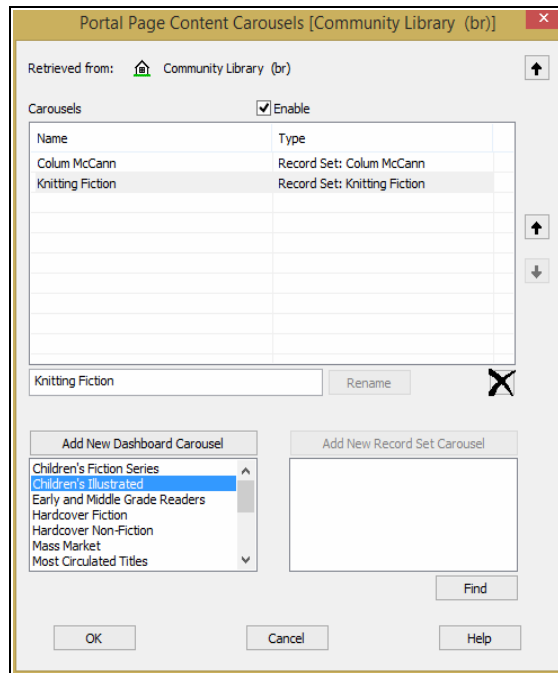 Portal Page Content Carousels [Community Library (br)]
Retrieved from: Community Library (br)
Carousels Enable
Name Type
Colum McCann Record Set: Colum McCann
Knitting Fiction Record Set: Knitting Fiction
Knitting Fiction Rename
Add New Dashboard Carousel Add New Record Set Carousel
Children's Fiction Series
Children's Illustrated
Early and Middle Grade Readers
Hardcover Fiction
Hardcover Non-Fiction
Mass Market
Most Circulated Titles
Find
OK Cancel Help